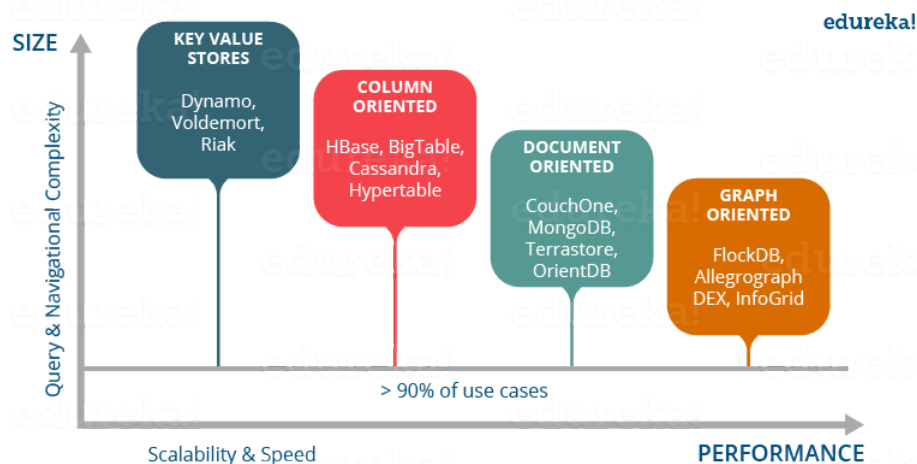 edureka!
SIZE
Query & Navigational Complexity
KEY VALUE
STORES
Dynamo,
Voldemort,
Riak
COLUMN
ORIENTED
HBase, BigTable,
Cassandra,
Hypertable
DOCUMENT
ORIENTED
CouchOne,
MongoDB,
Terrastore,
OrientDB
GRAPH
ORIENTED
FlockDB,
Allegrograph
DEX, InfoGrid
> 90% of use cases
Scalability & Speed
PERFORMANCE